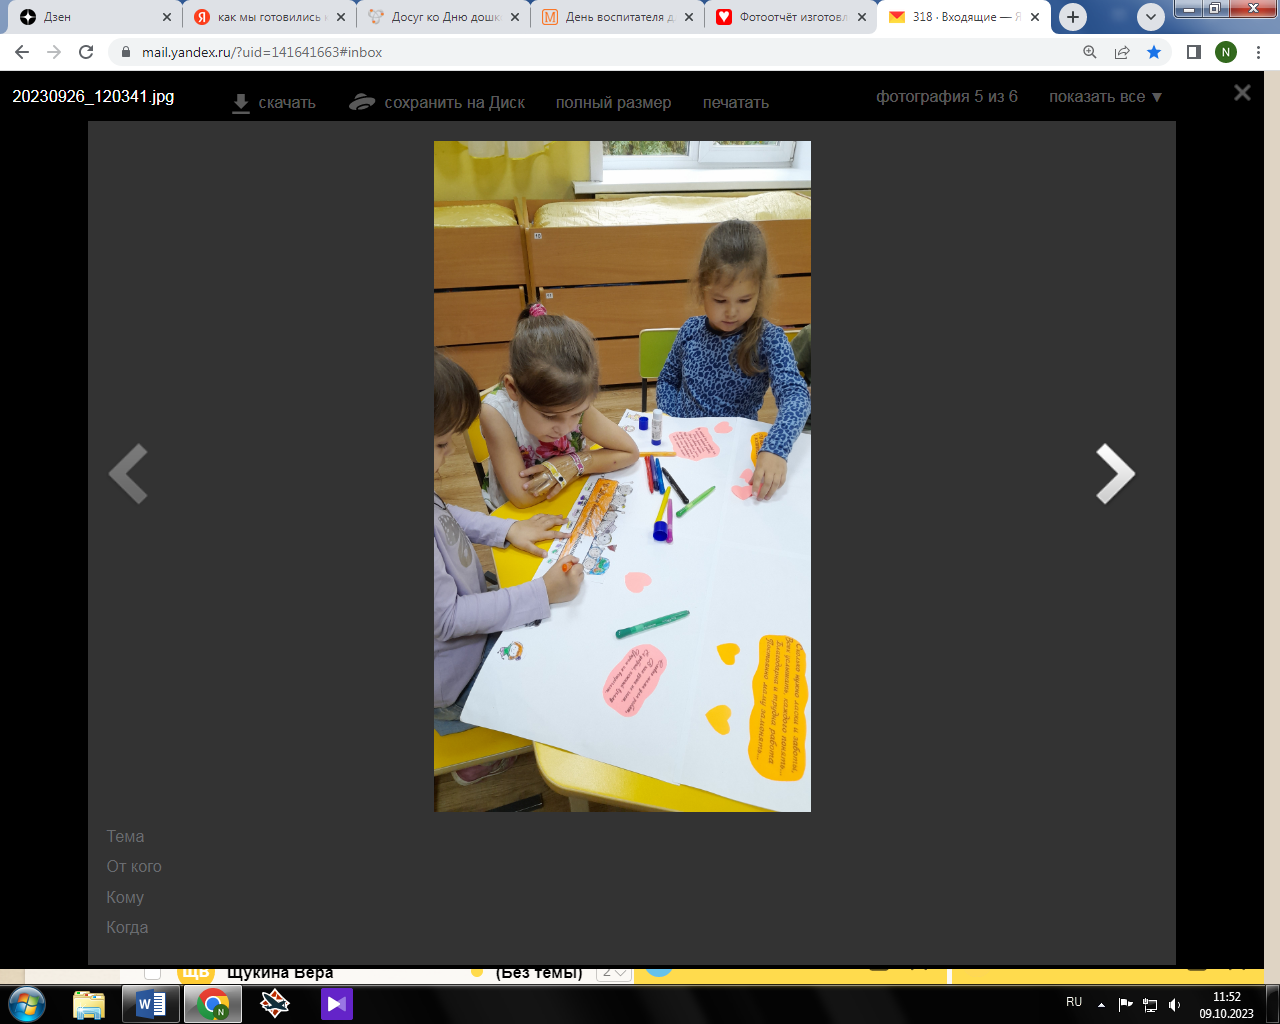 Дзен
как мы готовились
Досуг ко Дню дошк
День воспитателя д
Фотоотчёт изготовл
318 · Входящие — Я
mail.yandex.ru/?uid=141641663#inbox
N
20230926_120341.jpg
скачать
сохранить на Диск
полный размер
печатать
фотография 5 из 6
показать все
Тема
От кого
Кому
Когда
ЩВ
Щукина Вера
(Без темы)
2
RU
11:52
09.10.2023